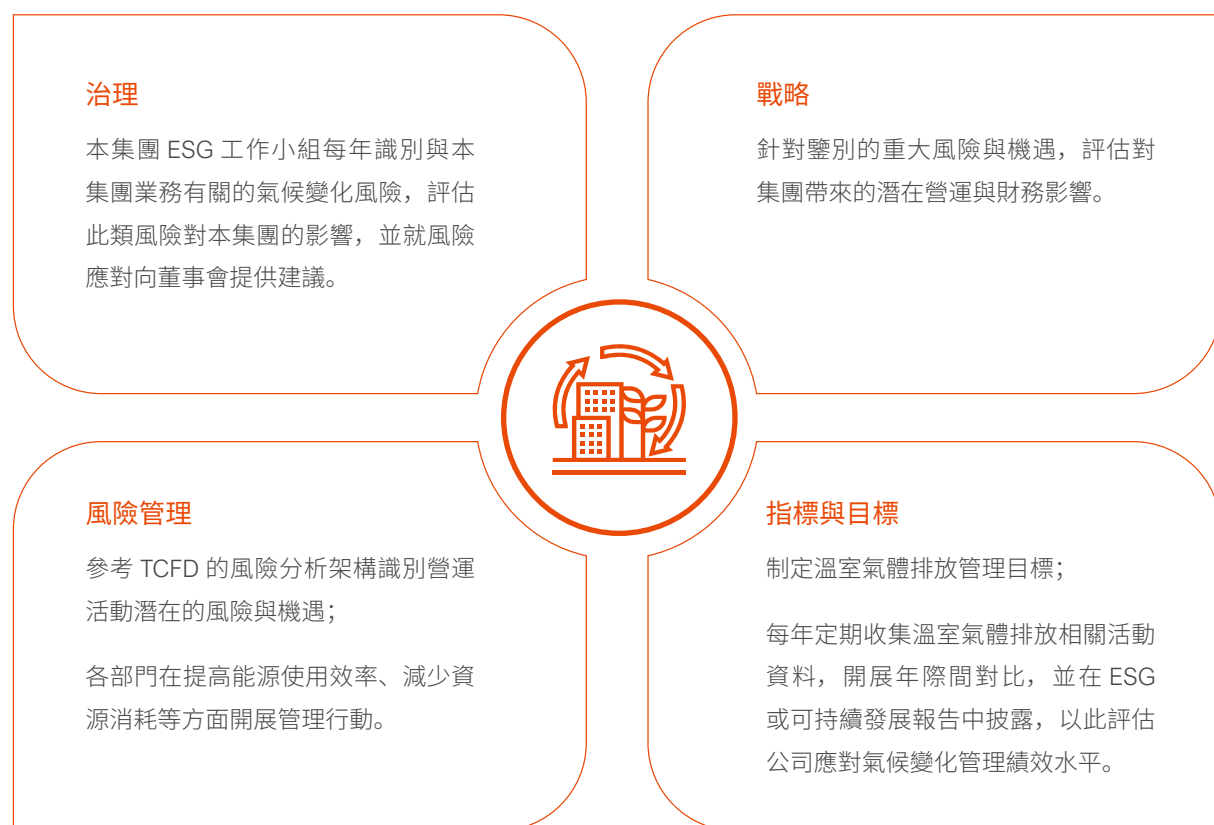 治理
本集團 ESG 工作小組每年識別與本
集團業務有關的氣候變化風險，評估
此類風險對本集團的影響，並就風險
應對向董事會提供建議。
戰略
針對鑒別的重大風險與機遇，評估對
集團帶來的潛在營運與財務影響。
風險管理
參考 TCFD 的風險分析架構識別營運
活動潛在的風險與機遇；
各部門在提高能源使用效率、減少資
源消耗等方面開展管理行動。
指標與目標
制定溫室氣體排放管理目標；
每年定期收集溫室氣體排放相關活動
資料，開展年際間對比，並在 ESG
或可持續發展報告中披露，以此評估
公司應對氣候變化管理績效水平。